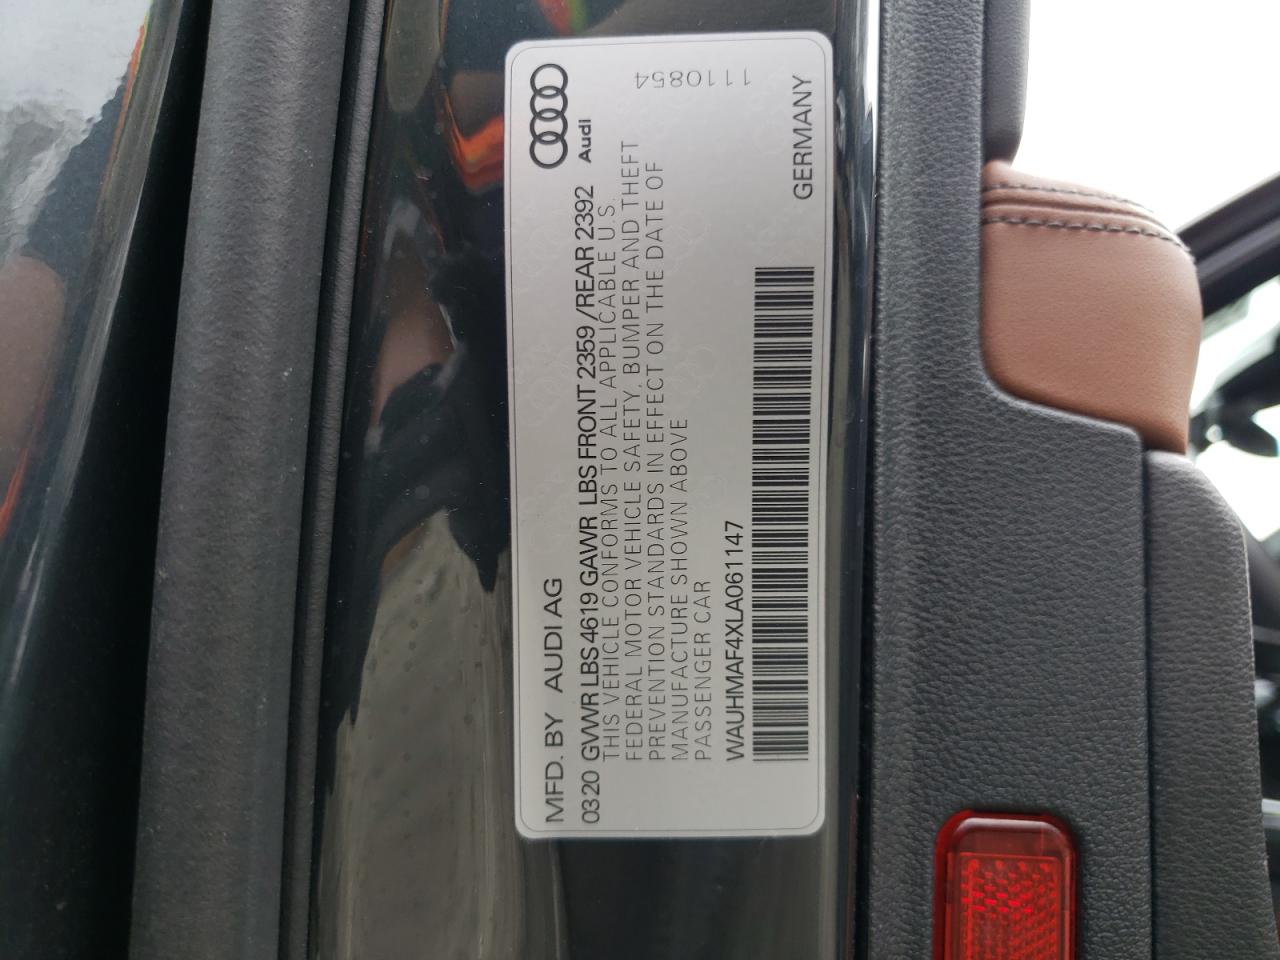 MFD. BY AUDI AG
Audi
0320 GVWR LBS 4619 GAWR LBS FRONT 2359 /REAR 2392
THIS VEHICLE CONFORMS TO ALL APPLICABLE U.S.
FEDERAL MOTOR VEHICLE SAFETY, BUMPER AND THEFT
PREVENTION STANDARDS IN EFFECT ON THE DATE OF
MANUFACTURE SHOWN ABOVE
PASSENGER CAR
1110854
WAUHMAF4XLA061147
GERMANY